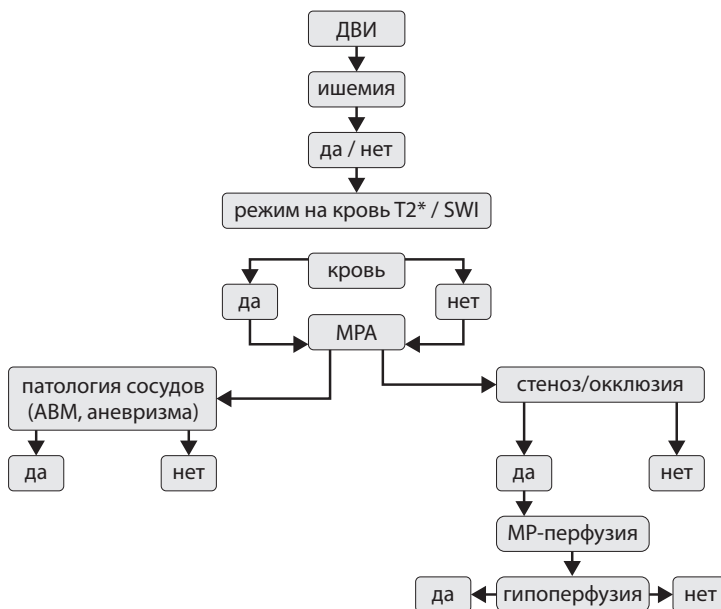 ДВИ
ишемия
да / нет
режим на кровь T2* / SWI
кровь
да
нет
МРА
патология сосудов
(АВМ, аневризма)
стеноз/окклюзия
да
нет
да
нет
МР-перфузия
да
гипоперфузия
нет